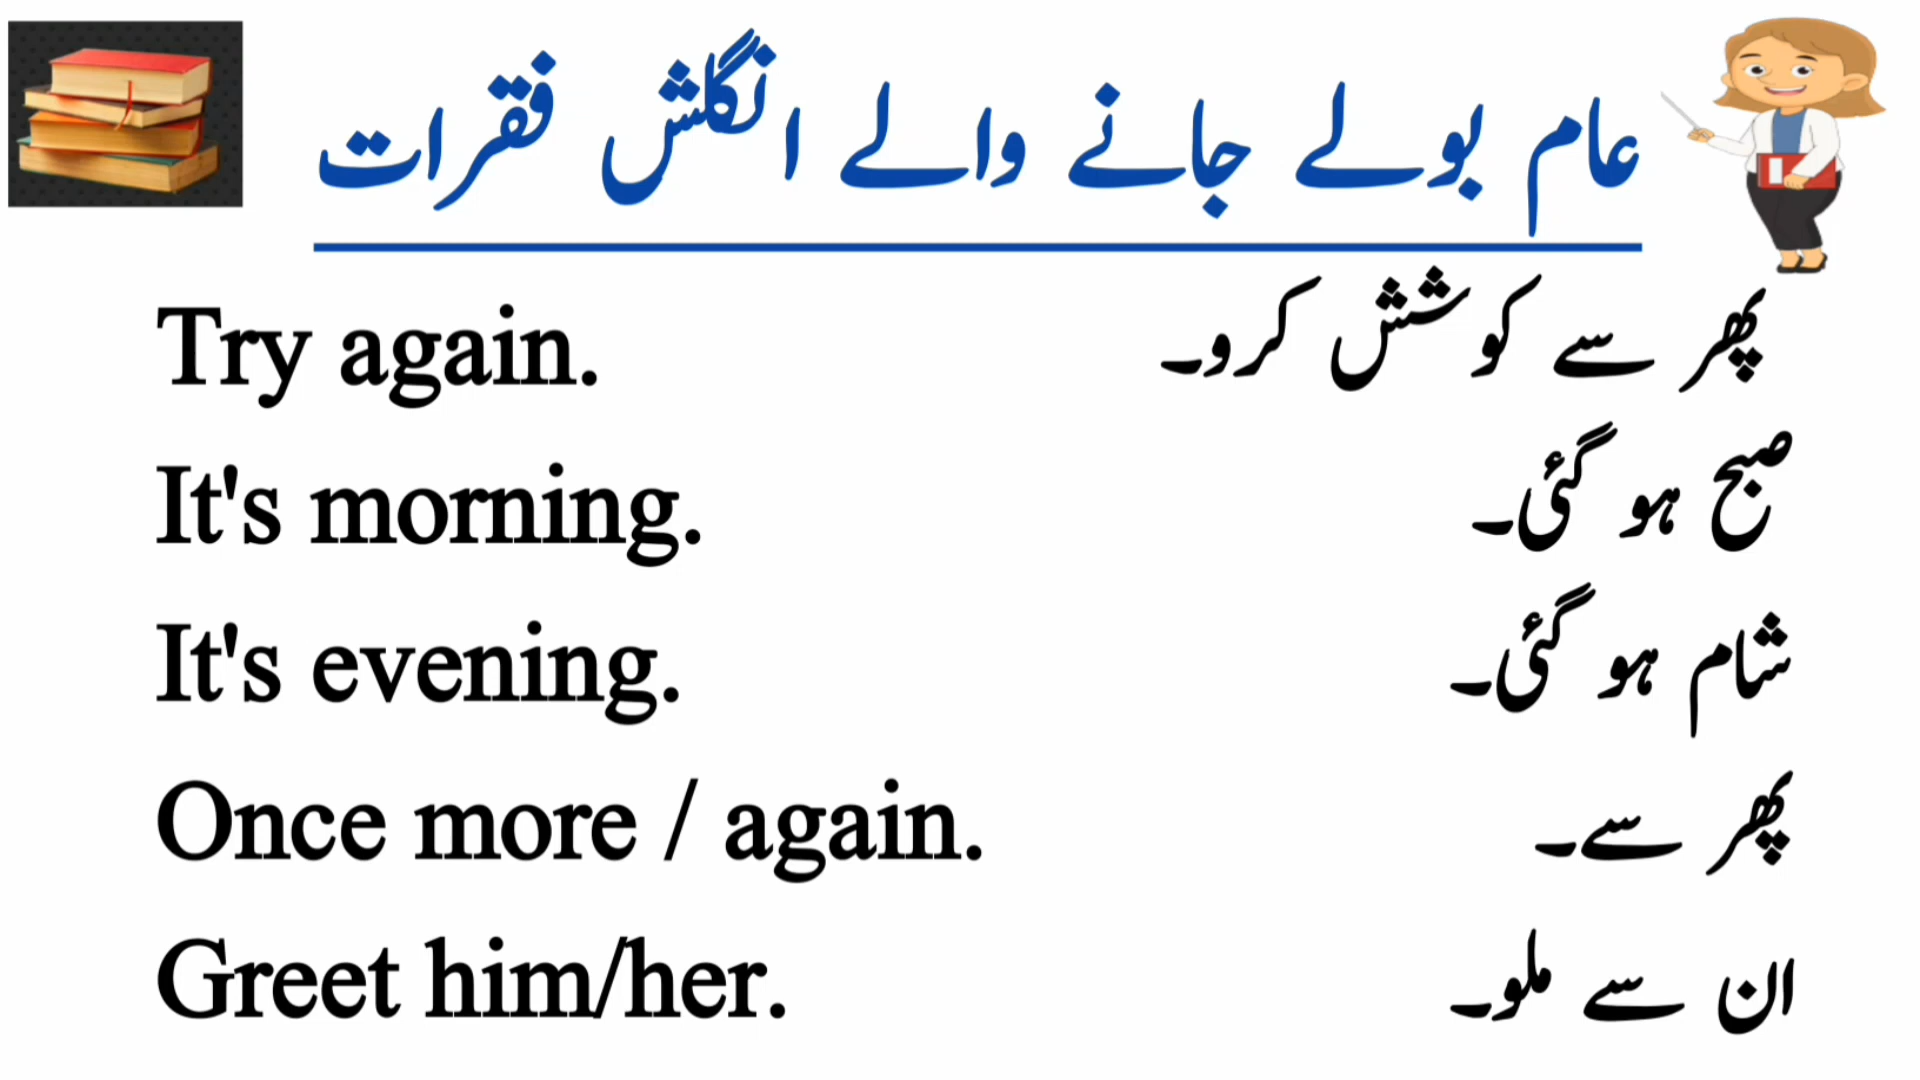 عام بولے جانے والے انگلش فقرات
Try again. پھر سے کوشش کرو۔
It's morning. صبح ہو گئی۔
It's evening. شام ہو گئی۔
Once more / again. پھر سے۔
Greet him/her. ان سے ملو۔